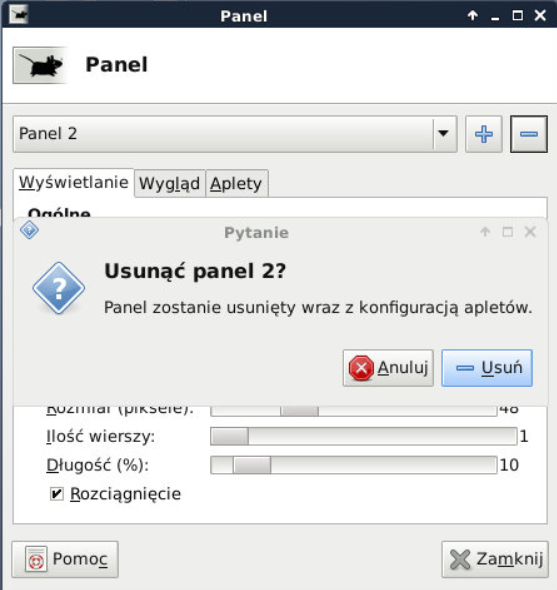 Panel
Panel
Panel 2
Wyświetlanie Wygląd Aplety
Ogólne
Pytanie
Usunąć panel 2?
Panel zostanie usunięty wraz z konfiguracją apletów.
Anuluj Usuń
Rozmiar (piksele): 48
Ilość wierszy: 1
Długość (%): 10
Rozciągnięcie
Pomoc Zamknij